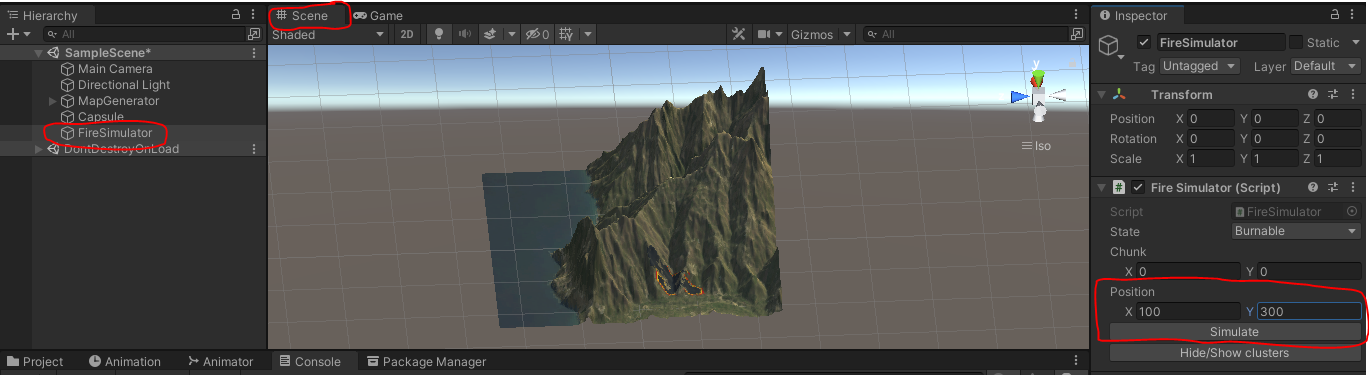 Hierarchy
All
SampleScene*
Main Camera
Directional Light
MapGenerator
Capsule
FireSimulator
DontDestroyOnLoad
Scene Game
Shaded 2D 0 Gizmos All
y
Iso
Project Animation Animator Console Package Manager
Inspector
FireSimulator Static
Tag Untagged Layer Default
Transform
Position X 0 Y 0 Z 0
Rotation X 0 Y 0 Z 0
Scale X 1 Y 1 Z 1
# Fire Simulator (Script)
Script FireSimulator
State Burnable
Chunk
X 0 Y 0
Position
X 100 Y 300
Simulate
Hide/Show clusters